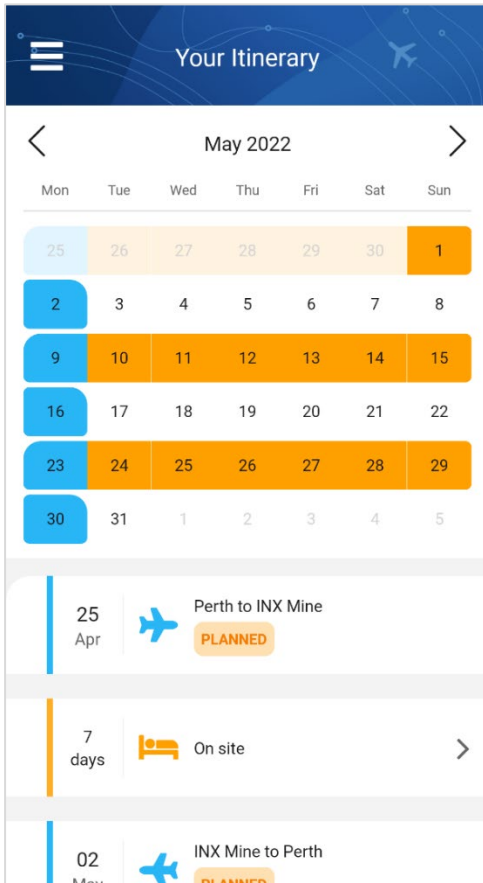 Your Itinerary
May 2022
Mon Tue Wed Thu Fri Sat Sun
25 26 27 28 29 30 1
2 3 4 5 6 7 8
9 10 11 12 13 14 15
16 17 18 19 20 21 22
23 24 25 26 27 28 29
30 31 1 2 3 4 5
25
Apr
Perth to INX Mine
PLANNED
7
days
On site
02
May
INX Mine to Perth
PLANNED